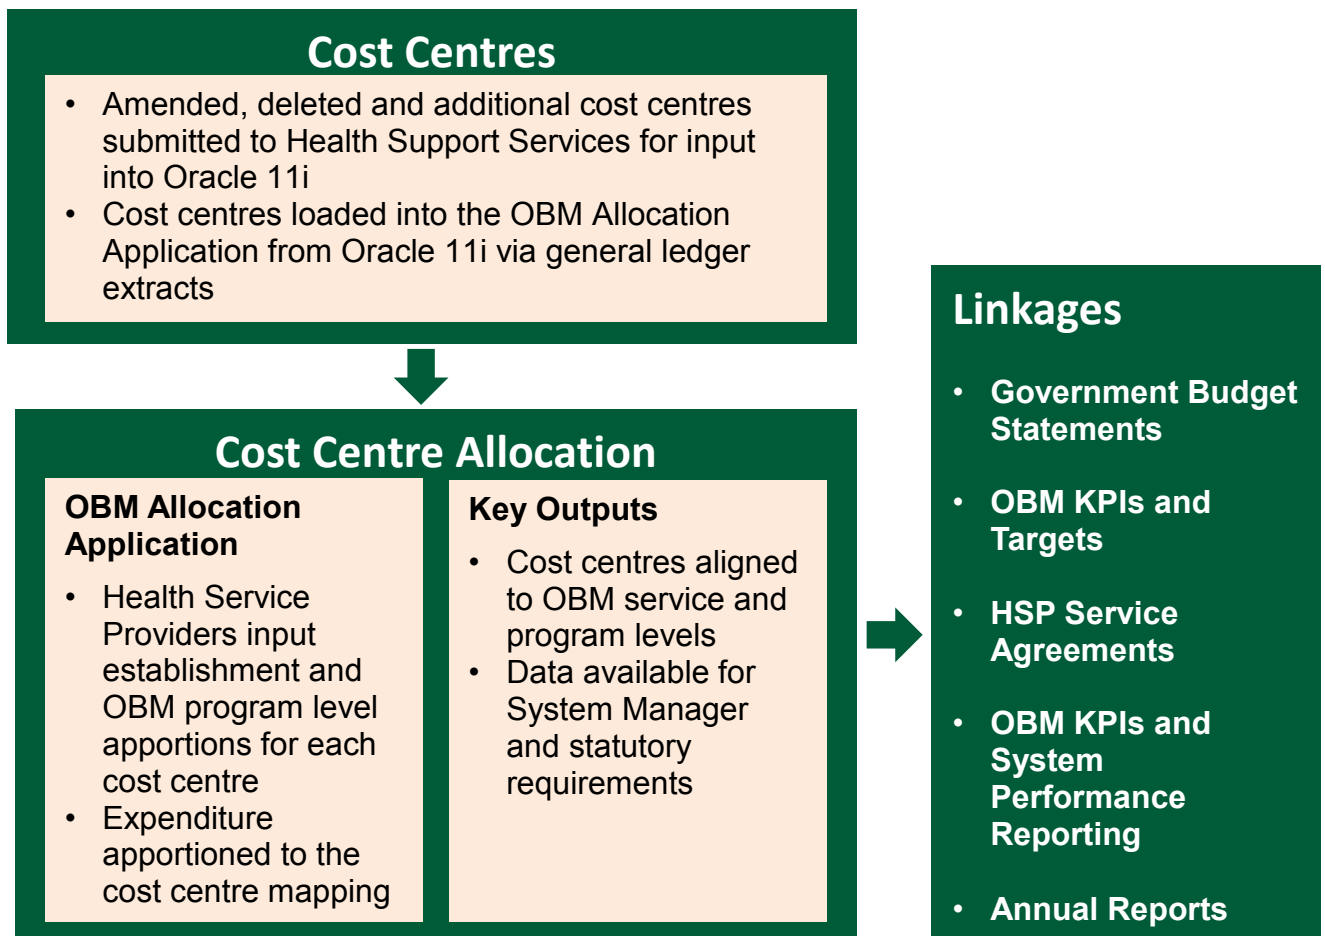 Cost Centres
• Amended, deleted and additional cost centres
submitted to Health Support Services for input
into Oracle 11i
• Cost centres loaded into the OBM Allocation
Application from Oracle 11i via general ledger
extracts
Cost Centre Allocation
OBM Allocation
Application
• Health Service
Providers input
establishment and
OBM program level
apportions for each
cost centre
• Expenditure
apportioned to the
cost centre mapping
Key Outputs
• Cost centres aligned
to OBM service and
program levels
• Data available for
System Manager
and statutory
requirements
Linkages
• Government Budget
Statements
• OBM KPIs and
Targets
• HSP Service
Agreements
• OBM KPIs and
System
Performance
Reporting
• Annual Reports